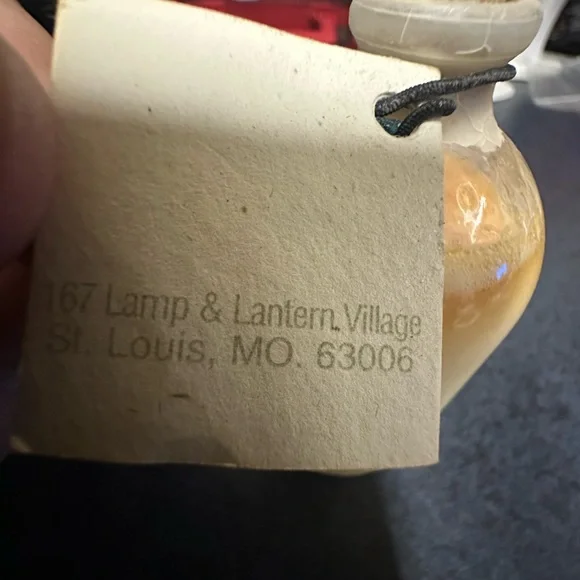 167 Lamp & Lantern Village
St. Louis, MO. 63006